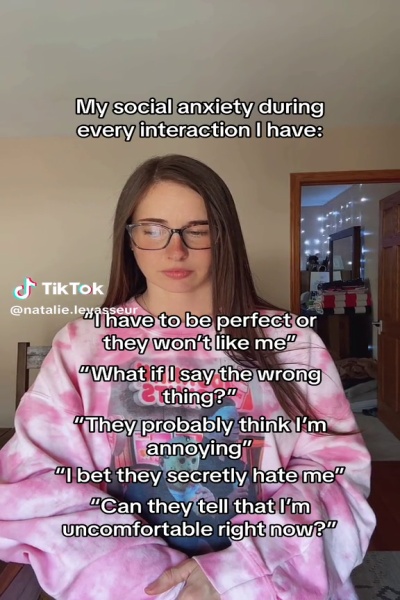 My social anxiety during
every interaction I have:
TikTok
@natalie.levasseur
"I have to be perfect or
they won't like me"
"What if I say the wrong
thing?"
"They probably think I'm
annoying"
"I bet they secretly hate me"
"Can they tell that I'm
uncomfortable right now?"